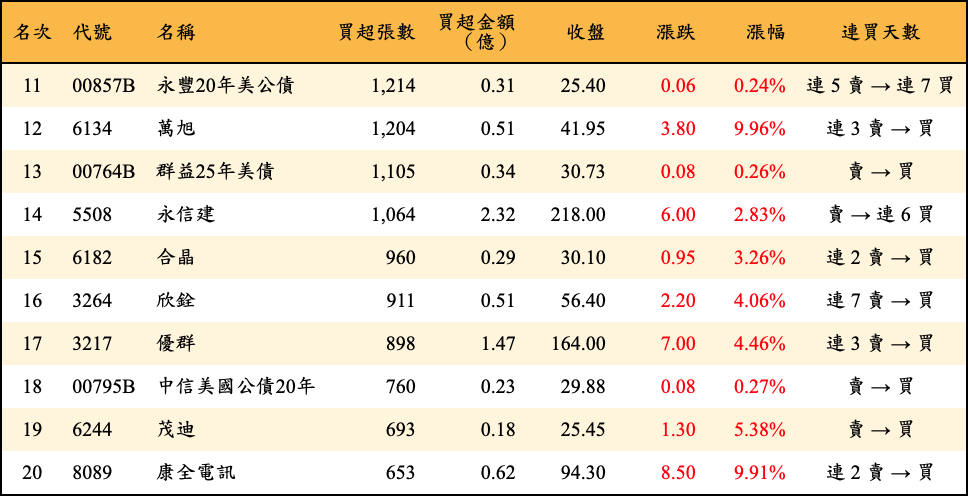 名次 代號 名稱 買超張數 買超金額（億） 收盤 漲跌 漲幅 連買天數
11 00857B 永豐20年美公債 1,214 0.31 25.40 0.06 0.24% 連 5 賣 → 連 7 買
12 6134 萬旭 1,204 0.51 41.95 3.80 9.96% 連 3 賣 → 買
13 00764B 群益25年美債 1,105 0.34 30.73 0.08 0.26% 賣 → 買
14 5508 永信建 1,064 2.32 218.00 6.00 2.83% 賣 → 連 6 買
15 6182 合晶 960 0.29 30.10 0.95 3.26% 連 2 賣 → 買
16 3264 欣銓 911 0.51 56.40 2.20 4.06% 連 7 賣 → 買
17 3217 優群 898 1.47 164.00 7.00 4.46% 連 3 賣 → 買
18 00795B 中信美國公債20年 760 0.23 29.88 0.08 0.27% 賣 → 買
19 6244 茂迪 693 0.18 25.45 1.30 5.38% 賣 → 買
20 8089 康全電訊 653 0.62 94.30 8.50 9.91% 連 2 賣 → 買